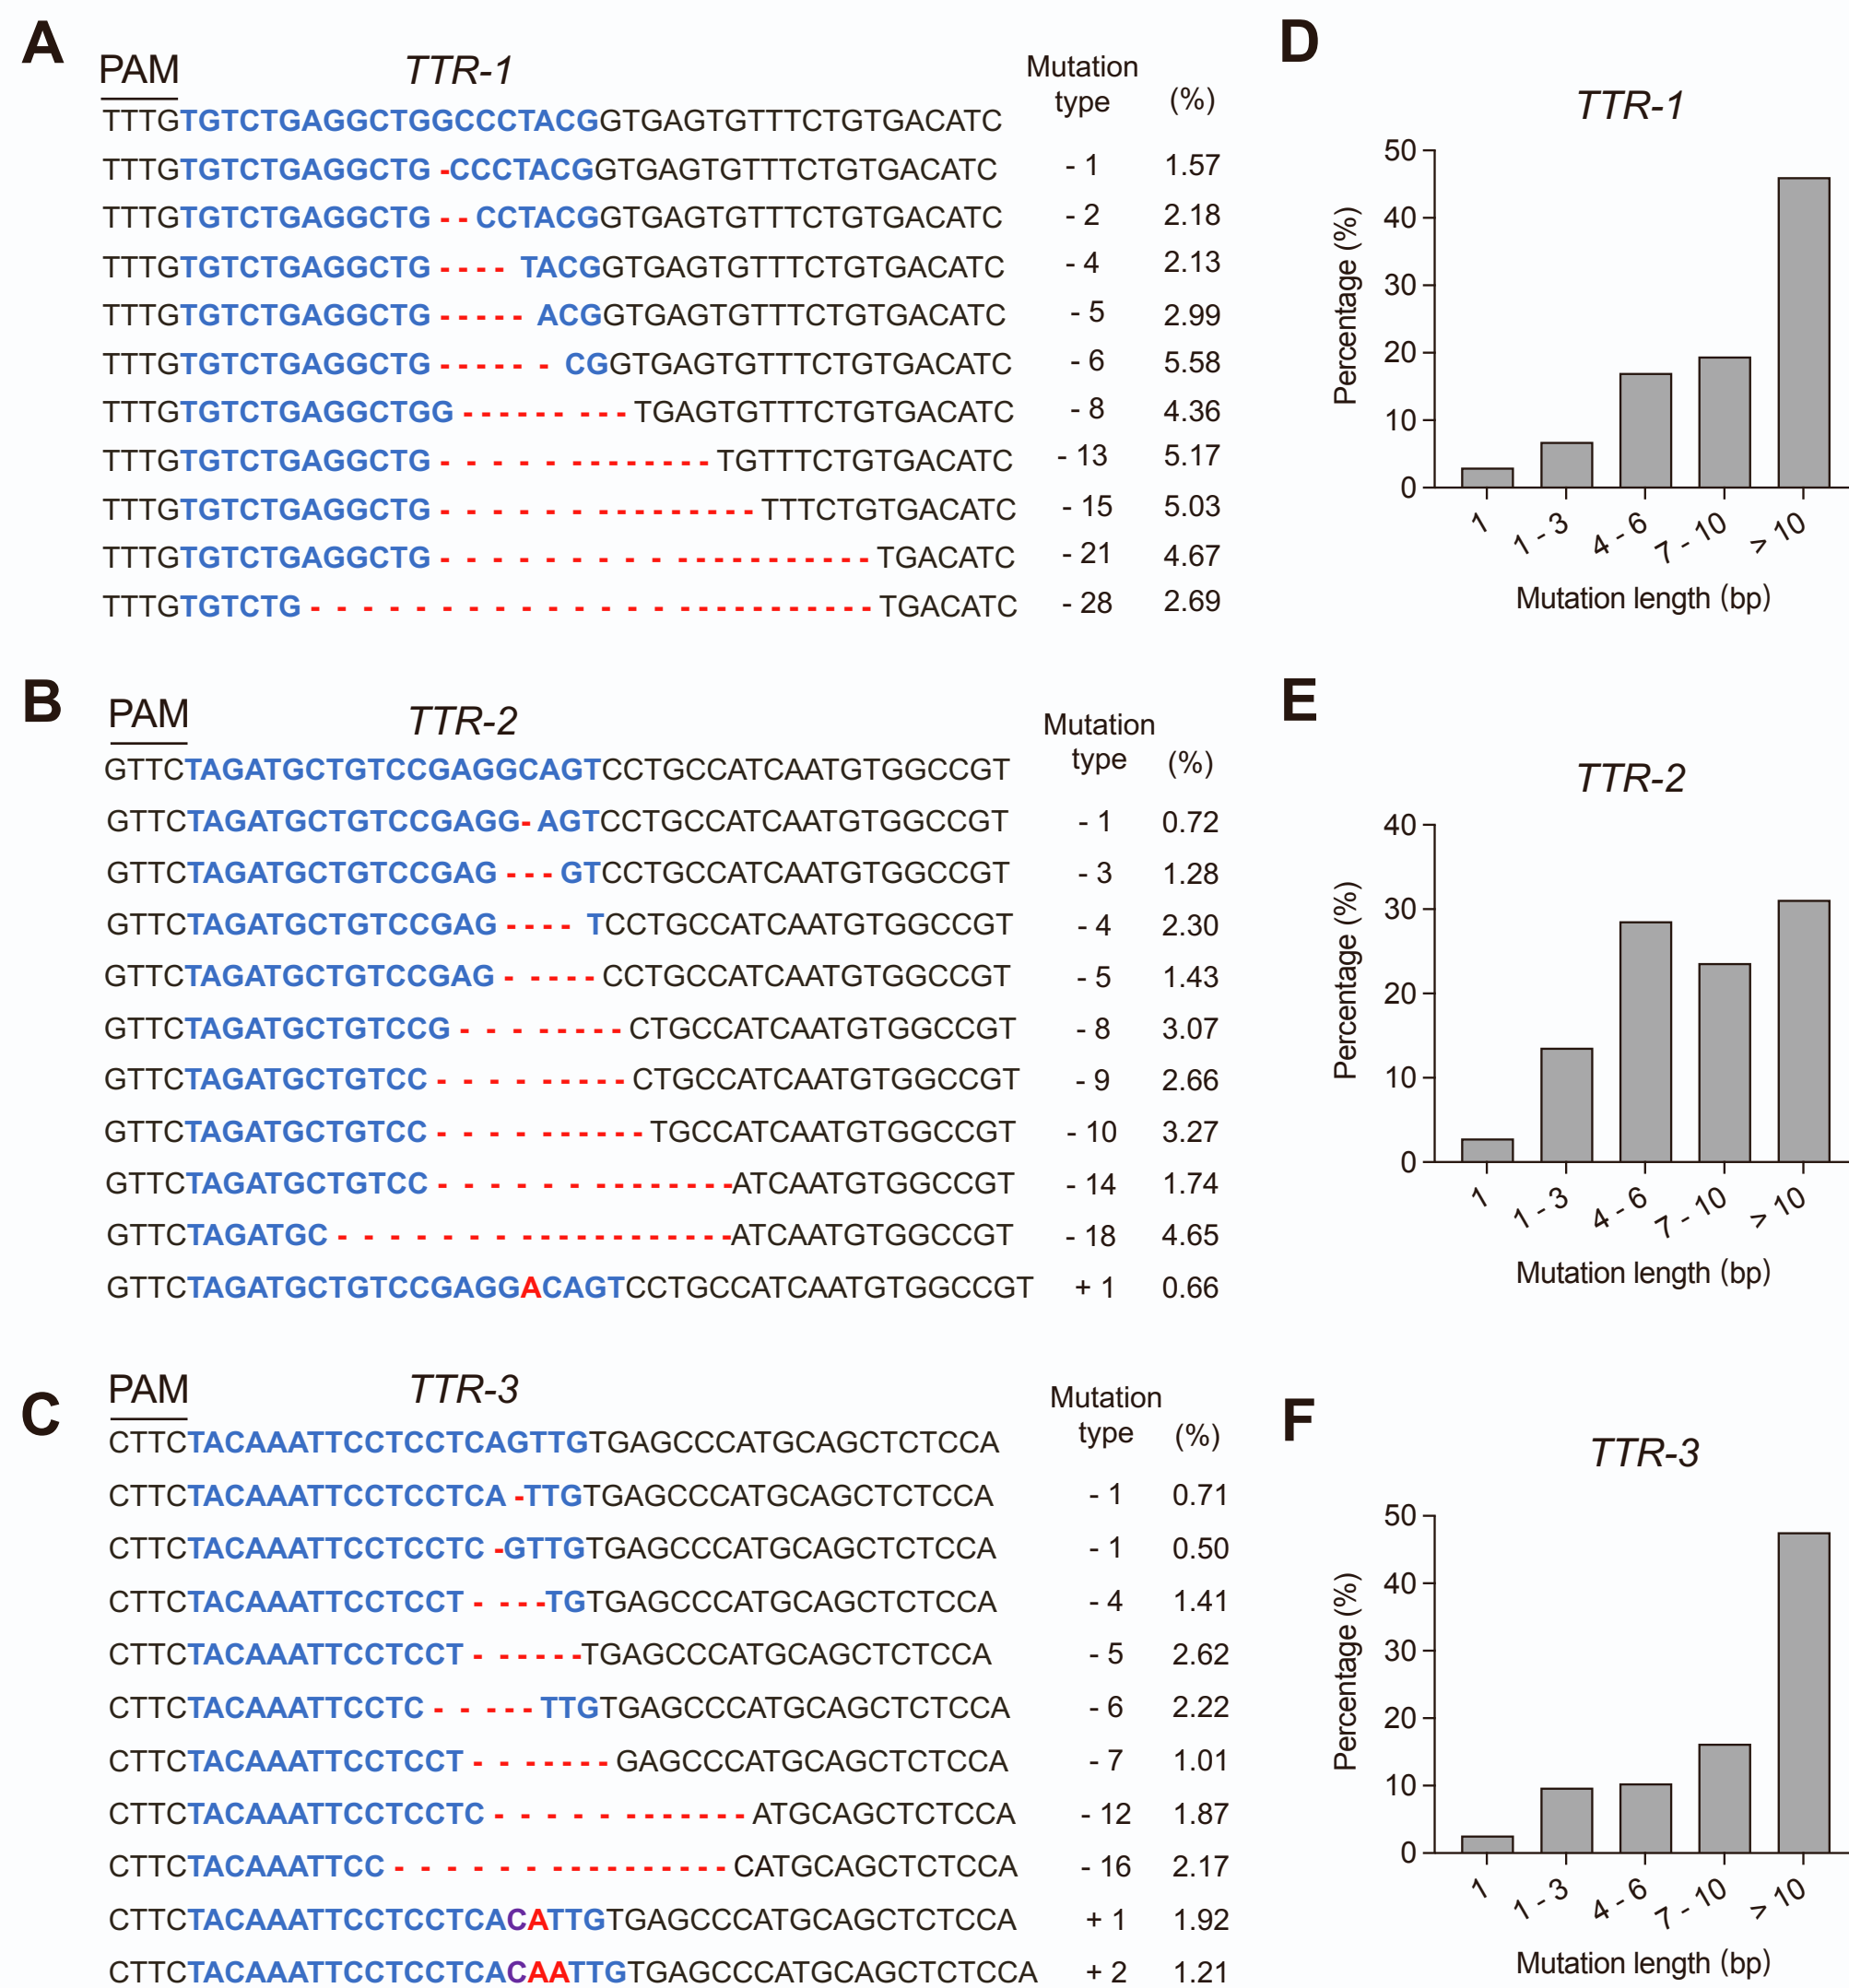 A
PAM TTR-1 Mutation type (%)
TTTGTGTCTGAGGCTGGCCCTACGGTGAGTGTTTCTGTGACATC
TTTGTGTCTGAGGCTG -CCCTACGGTGAGTGTTTCTGTGACATC - 1 1.57
TTTGTGTCTGAGGCTG - - CCTACGGTGAGTGTTTCTGTGACATC - 2 2.18
TTTGTGTCTGAGGCTG - - - - TACGGTGAGTGTTTCTGTGACATC - 4 2.13
TTTGTGTCTGAGGCTG - - - - - ACGGTGAGTGTTTCTGTGACATC - 5 2.99
TTTGTGTCTGAGGCTG - - - - - - CGGTGAGTGTTTCTGTGACATC - 6 5.58
TTTGTGTCTGAGGCTGG - - - - - - - - - TGAGTGTTTCTGTGACATC - 8 4.36
TTTGTGTCTGAGGCTG - - - - - - - - - - - - - TGTTTCTGTGACATC - 13 5.17
TTTGTGTCTGAGGCTG - - - - - - - - - - - - - - - TTTCTGTGACATC - 15 5.03
TTTGTGTCTGAGGCTG - - - - - - - - - - - - - - - - - - - - - TGACATC - 21 4.67
TTTGTGTCTG - - - - - - - - - - - - - - - - - - - - - - - - - - - - TGACATC - 28 2.69
B
PAM TTR-2 Mutation type (%)
GTTCTAGATGCTGTCCGAGGCAGTCCTGCCATCAATGTGGCCGT
GTTCTAGATGCTGTCCGAGG- AGTCCTGCCATCAATGTGGCCGT - 1 0.72
GTTCTAGATGCTGTCCGAG - - - GTCCTGCCATCAATGTGGCCGT - 3 1.28
GTTCTAGATGCTGTCCGAG - - - - TCCTGCCATCAATGTGGCCGT - 4 2.30
GTTCTAGATGCTGTCCGAG - - - - - CCTGCCATCAATGTGGCCGT - 5 1.43
GTTCTAGATGCTGTCCG - - - - - - - - CTGCCATCAATGTGGCCGT - 8 3.07
GTTCTAGATGCTGTCC - - - - - - - - - CTGCCATCAATGTGGCCGT - 9 2.66
GTTCTAGATGCTGTCC - - - - - - - - - - TGCCATCAATGTGGCCGT - 10 3.27
GTTCTAGATGCTGTCC - - - - - - - - - - - - - -ATCAATGTGGCCGT - 14 1.74
GTTCTAGATGC - - - - - - - - - - - - - - - - - - -ATCAATGTGGCCGT - 18 4.65
GTTCTAGATGCTGTCCGAGGACAGTCCTGCCATCAATGTGGCCGT + 1 0.66
C
PAM TTR-3 Mutation type (%)
CTTCTACAAATTCCTCCTCAGTTGTGAGCCCATGCAGCTCTCCA
CTTCTACAAATTCCTCCTCA -TTGTGAGCCCATGCAGCTCTCCA - 1 0.71
CTTCTACAAATTCCTCCTC -GTTGTGAGCCCATGCAGCTCTCCA - 1 0.50
CTTCTACAAATTCCTCCT - - - -TGTGAGCCCATGCAGCTCTCCA - 4 1.41
CTTCTACAAATTCCTCCT - - - - - -TGAGCCCATGCAGCTCTCCA - 5 2.62
CTTCTACAAATTCCTC - - - - - TTGTGAGCCCATGCAGCTCTCCA - 6 2.22
CTTCTACAAATTCCTCCT - - - - - - - GAGCCCATGCAGCTCTCCA - 7 1.01
CTTCTACAAATTCCTCCTC - - - - - - - - - - - - ATGCAGCTCTCCA - 12 1.87
CTTCTACAAATTCC - - - - - - - - - - - - - - - - CATGCAGCTCTCCA - 16 2.17
CTTCTACAAATTCCTCCTCACATTGTGAGCCCATGCAGCTCTCCA + 1 1.92
CTTCTACAAATTCCTCCTCACAATTGTGAGCCCATGCAGCTCTCCA + 2 1.21
D
TTR-1
Percentage (%)
50
40
30
20
10
0
1 1 - 3 4 - 6 7 - 10 > 10
Mutation length (bp)
E
TTR-2
Percentage (%)
40
30
20
10
0
1 1 - 3 4 - 6 7 - 10 > 10
Mutation length (bp)
F
TTR-3
Percentage (%)
50
40
30
20
10
0
1 1 - 3 4 - 6 7 - 10 > 10
Mutation length (bp)